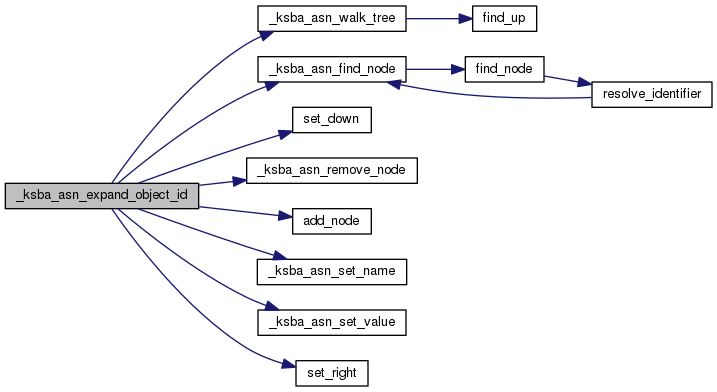 _ksba_asn_walk_tree
find_up
_ksba_asn_find_node
find_node
resolve_identifier
set_down
_ksba_asn_remove_node
_ksba_asn_expand_object_id
add_node
_ksba_asn_set_name
_ksba_asn_set_value
set_right